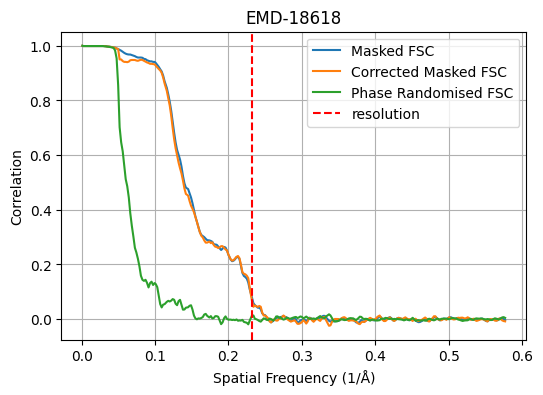 EMD-18618
Masked FSC
Corrected Masked FSC
Phase Randomised FSC
resolution
Correlation
1.0
0.8
0.6
0.4
0.2
0.0
0.0 0.1 0.2 0.3 0.4 0.5 0.6
Spatial Frequency (1/Å)